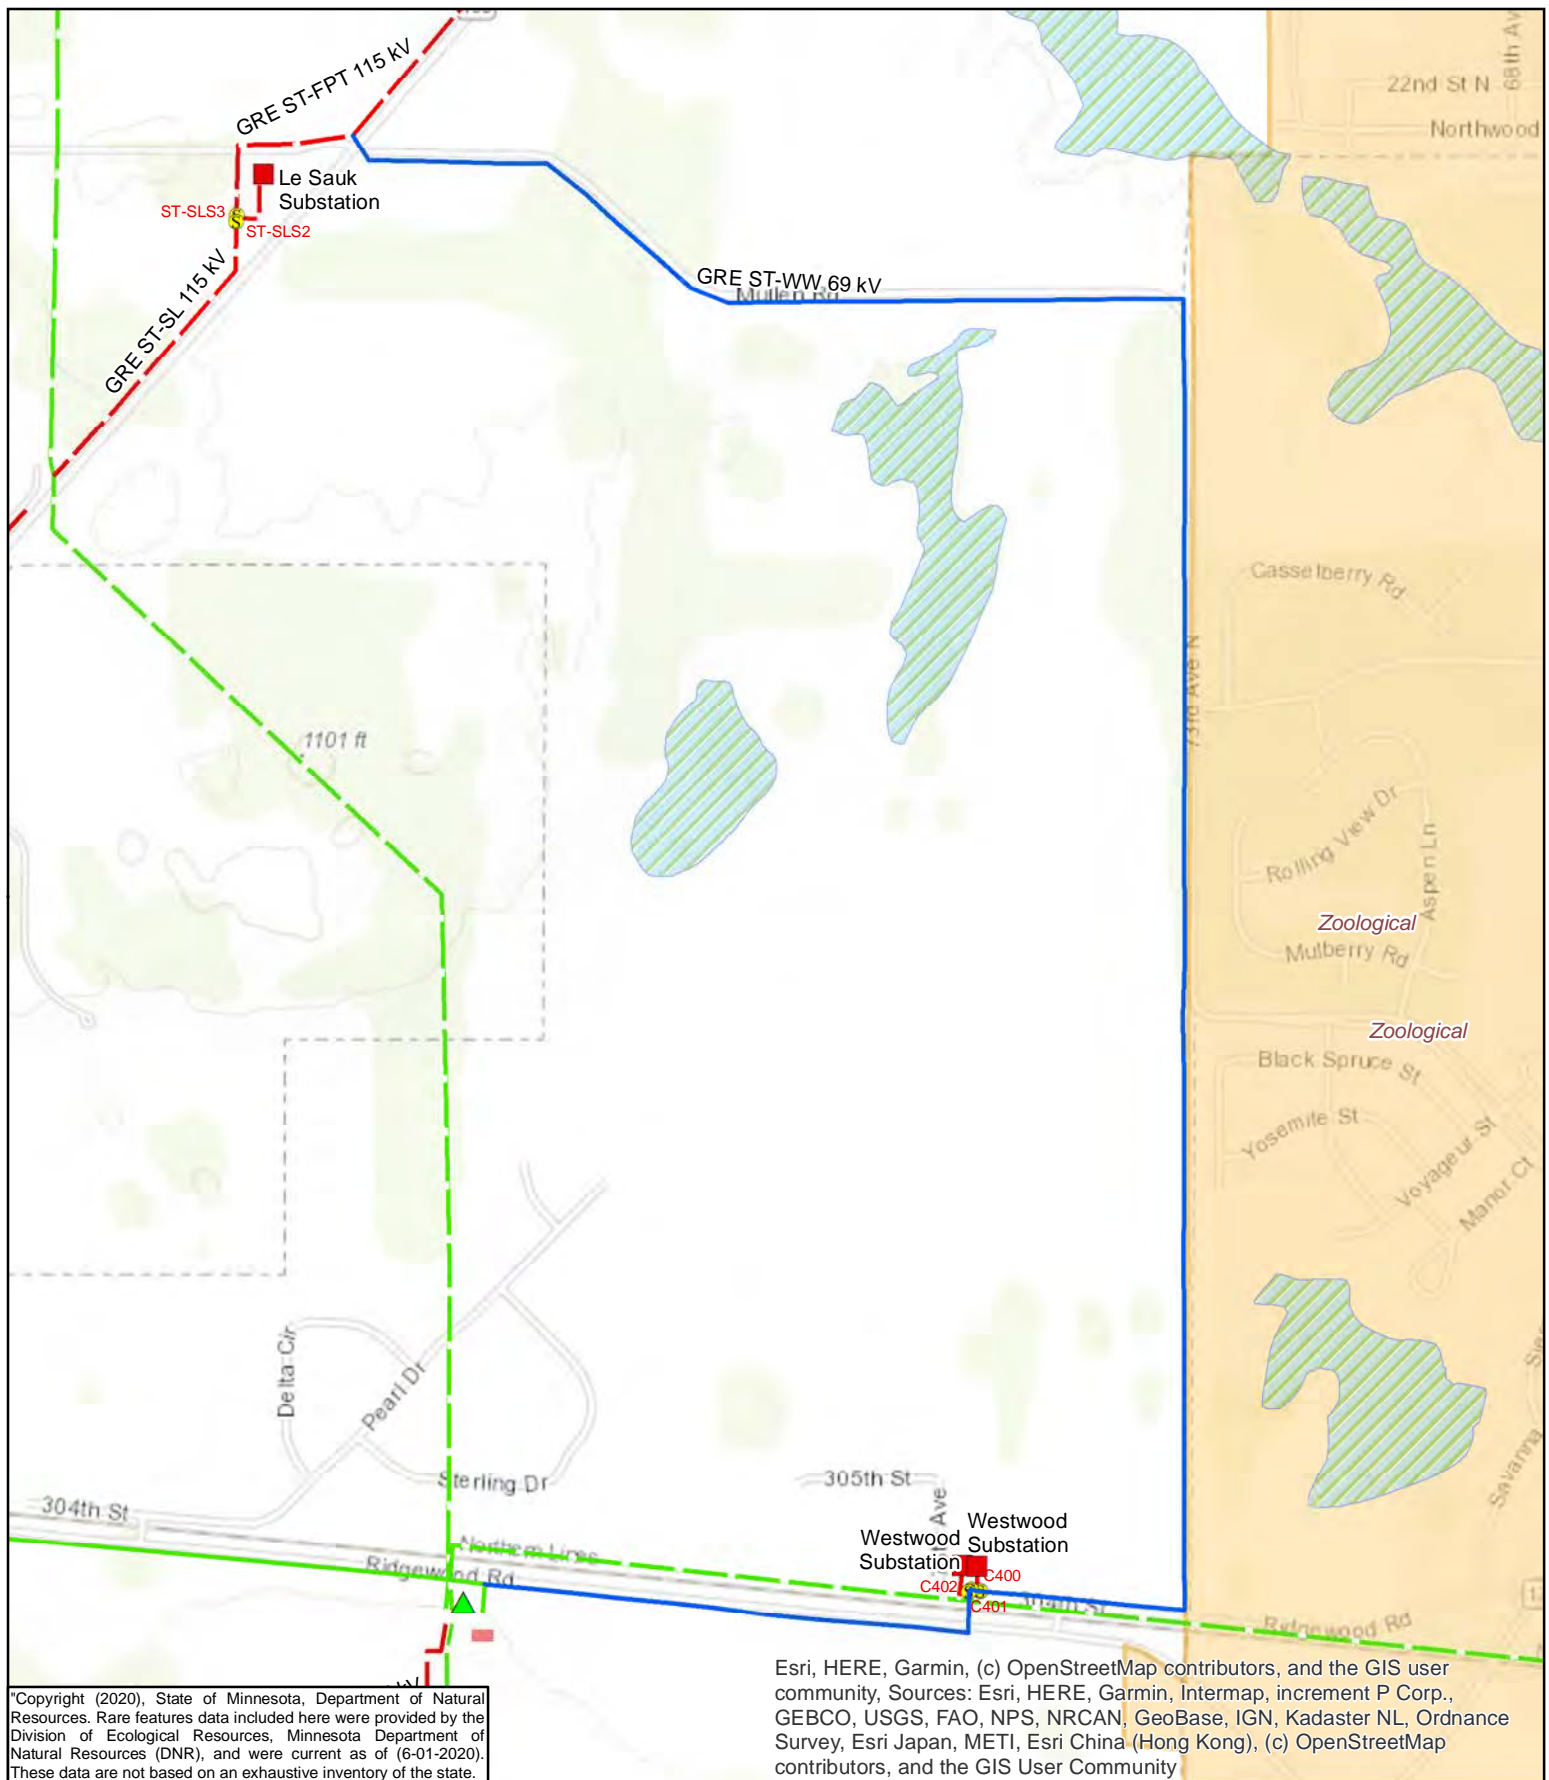 GRE ST-FPT 115 kV
22nd St N
68th Av
Northwood
Le Sauk
Substation
ST-SLS3
S
ST-SLS2
GRE ST-SL 115 kV
GRE ST-WW 69 kV
Mullen Rd
Casselberry Rd
73rd Ave N
1101 ft
Rolling View Dr
Aspen Ln
Zoological
Mulberry Rd
Zoological
Black Spruce St
Yosemite St
Voyageur St
Manor Ct
Delta Cir
Pearl Dr
Sterling Dr
305th St
Ave
Savanna
304th St
Northern Lines
Ridgewood Rd
Westwood
Substation
Westwood
Substation
C402
C400
C401
304th St
Ridgewood Rd
kV
Esri, HERE, Garmin, (c) OpenStreetMap contributors, and the GIS user
community, Sources: Esri, HERE, Garmin, Intermap, increment P Corp.,
GEBCO, USGS, FAO, NPS, NRCAN, GeoBase, IGN, Kadaster NL, Ordnance
Survey, Esri Japan, METI, Esri China (Hong Kong), (c) OpenStreetMap
contributors, and the GIS User Community
"Copyright (2020), State of Minnesota, Department of Natural
Resources. Rare features data included here were provided by the
Division of Ecological Resources, Minnesota Department of
Natural Resources (DNR), and were current as of (6-01-2020).
These data are not based on an exhaustive inventory of the state.